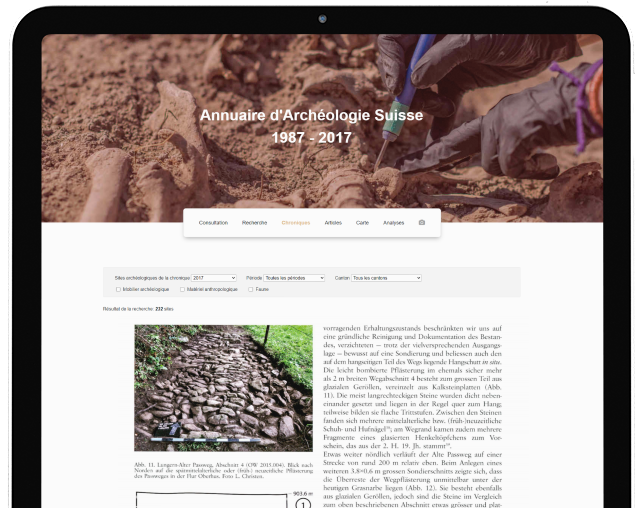 Annuaire d'Archéologie Suisse
1987 - 2017
Consultation Recherche Chroniques Articles Carte Analyses
Sites archéologiques de la chronique 2017 Période Toutes les périodes Canton Tous les cantons
Mobilier archéologique Matériel anthropologique Faune
Résultat de la recherche: 232 sites
Abb. 11. Lungern-Alter Passweg, Abschnitt 4 (OW 2015.004). Blick nach
Norden auf die spätmittelalterliche oder (früh-) neuzeitliche Pflästerung
des Passweges in der Flur Oberhus. Foto L. Christen.
903.6 m
1
vorragenden Erhaltungszustands beschränkten wir uns auf
eine gründliche Reinigung und Dokumentation des Bestan-
des, verzichteten – trotz der vielversprechenden Ausgangs-
lage – bewusst auf eine Sondierung und beliessen auch den
auf dem hangseitigen Teil des Wegs liegende Hangschutt in situ.
Die leicht bombierte Pflästerung im ehemals sicher mehr
als 2 m breiten Wegabschnitt 4 besteht zum grossen Teil aus
glazialen Geröllen, vereinzelt aus Kalksteinplatten (Abb.
11). Die meist langrechteckigen Steine wurden dicht neben-
einander gesetzt und liegen in der Regel quer zum Hang;
teilweise bilden sie flache Trittstufen. Zwischen den Steinen
fanden sich mehrere mittelalterliche bzw. (früh-)neuzeitliche
Schuh- und Hufnägel; am Wegrand kamen zudem mehrere
Fragmente eines glasierten Henkeltöpfchens zum Vor-
schein, das aus der 2. H. 19. Jh. stammt
Etwas weiter nördlich verläuft der Alte Passweg auf einer
Strecke von rund 200 m relativ eben. Beim Anlegen eines
weiteren 3.8×0.6 m grossen Sondierschnitts zeigte sich, dass
die Überreste der Wegpflästerung unmittelbar unter der
heutigen Grasnarbe liegen (Abb. 12). Sie besteht ebenfalls
aus glazialen Geröllen, jedoch sind die Steine im Vergleich
zum oben beschriebenen Abschnitt etwas grösser und plat-